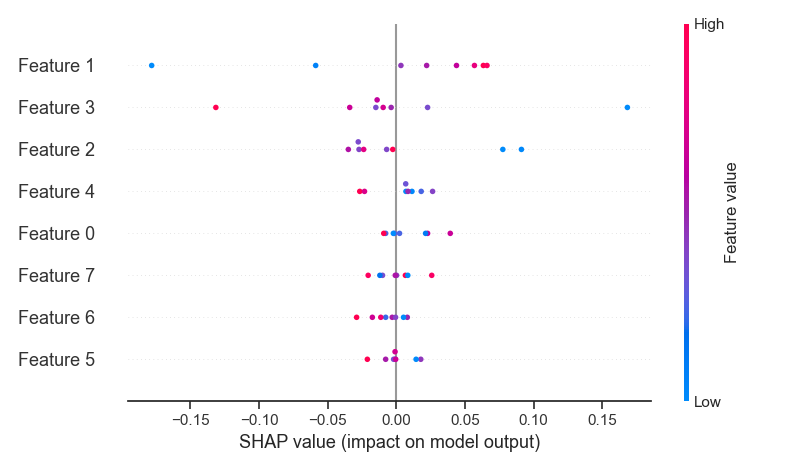 High
Feature 1
Feature 3
Feature 2
Feature 4
Feature 0
Feature 7
Feature 6
Feature 5
Feature value
Low
−0.15 −0.10 −0.05 0.00 0.05 0.10 0.15
SHAP value (impact on model output)